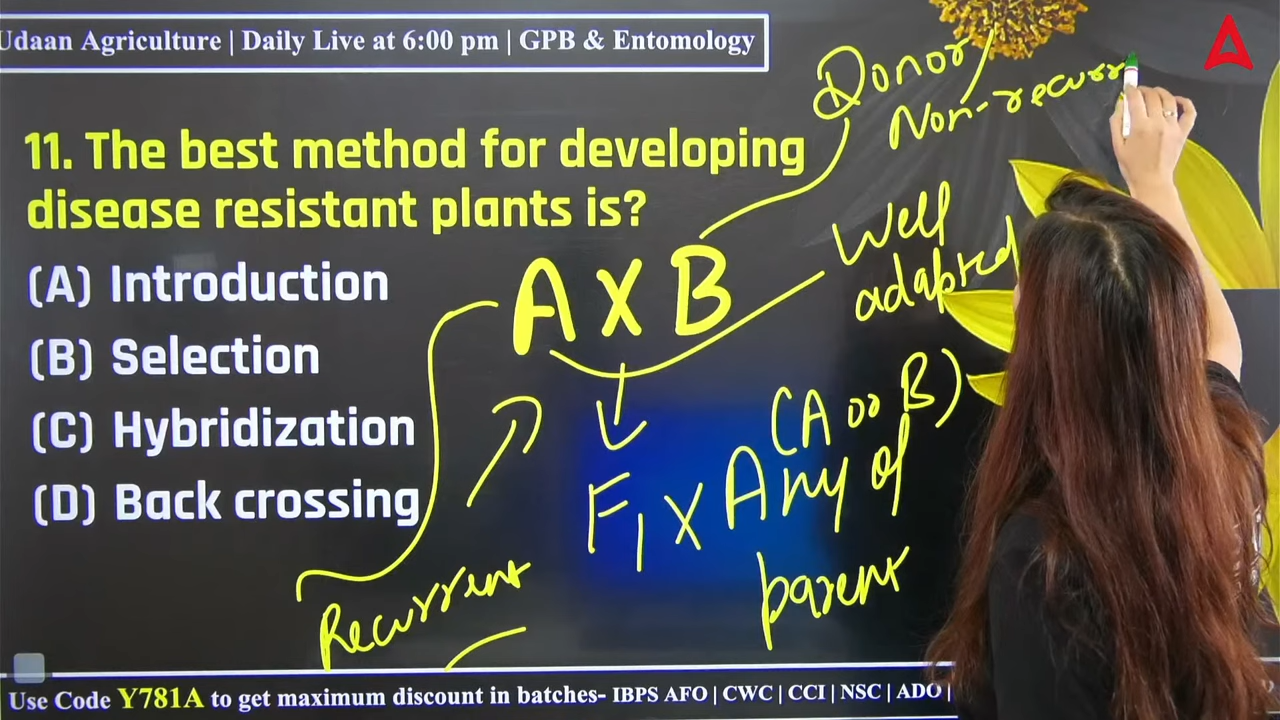 Udaan Agriculture | Daily Live at 6:00 pm | GPB & Entomology
11. The best method for developing
disease resistant plants is?
(A) Introduction
(B) Selection
(C) Hybridization
(D) Back crossing
Donor
Non-recurr
A X B
Well
adapted
F1 X Any of
(A or B)
parent
Recurrent
Use Code Y781A to get maximum discount in batches- IBPS AFO | CWC | CCI | NSC | ADO |